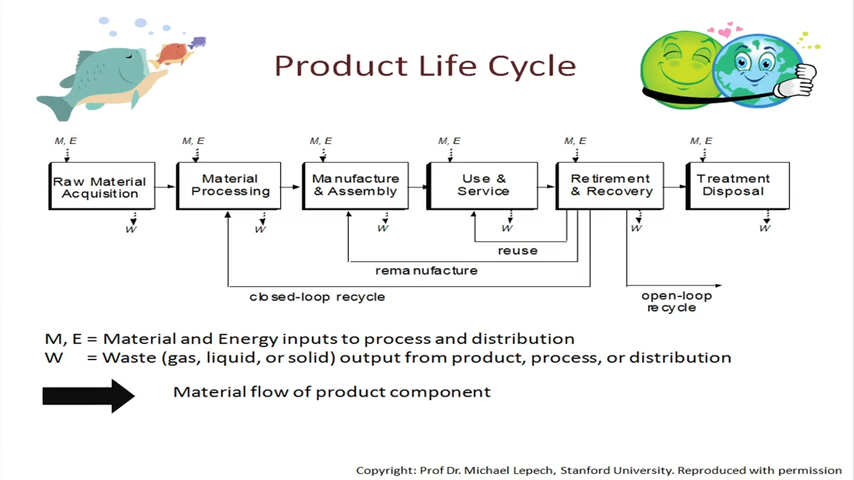 Product Life Cycle
M, E M, E M, E M, E M, E M, E
Raw Material
Acquisition
Material
Processing
Manufacture
& Assembly
Use &
Service
Retirement
& Recovery
Treatment
Disposal
W W W W W W
reuse
remanufacture
closed-loop recycle
open-loop
recycle
M, E = Material and Energy inputs to process and distribution
W = Waste (gas, liquid, or solid) output from product, process, or distribution
Material flow of product component
Copyright: Prof Dr. Michael Lepech, Stanford University. Reproduced with permission